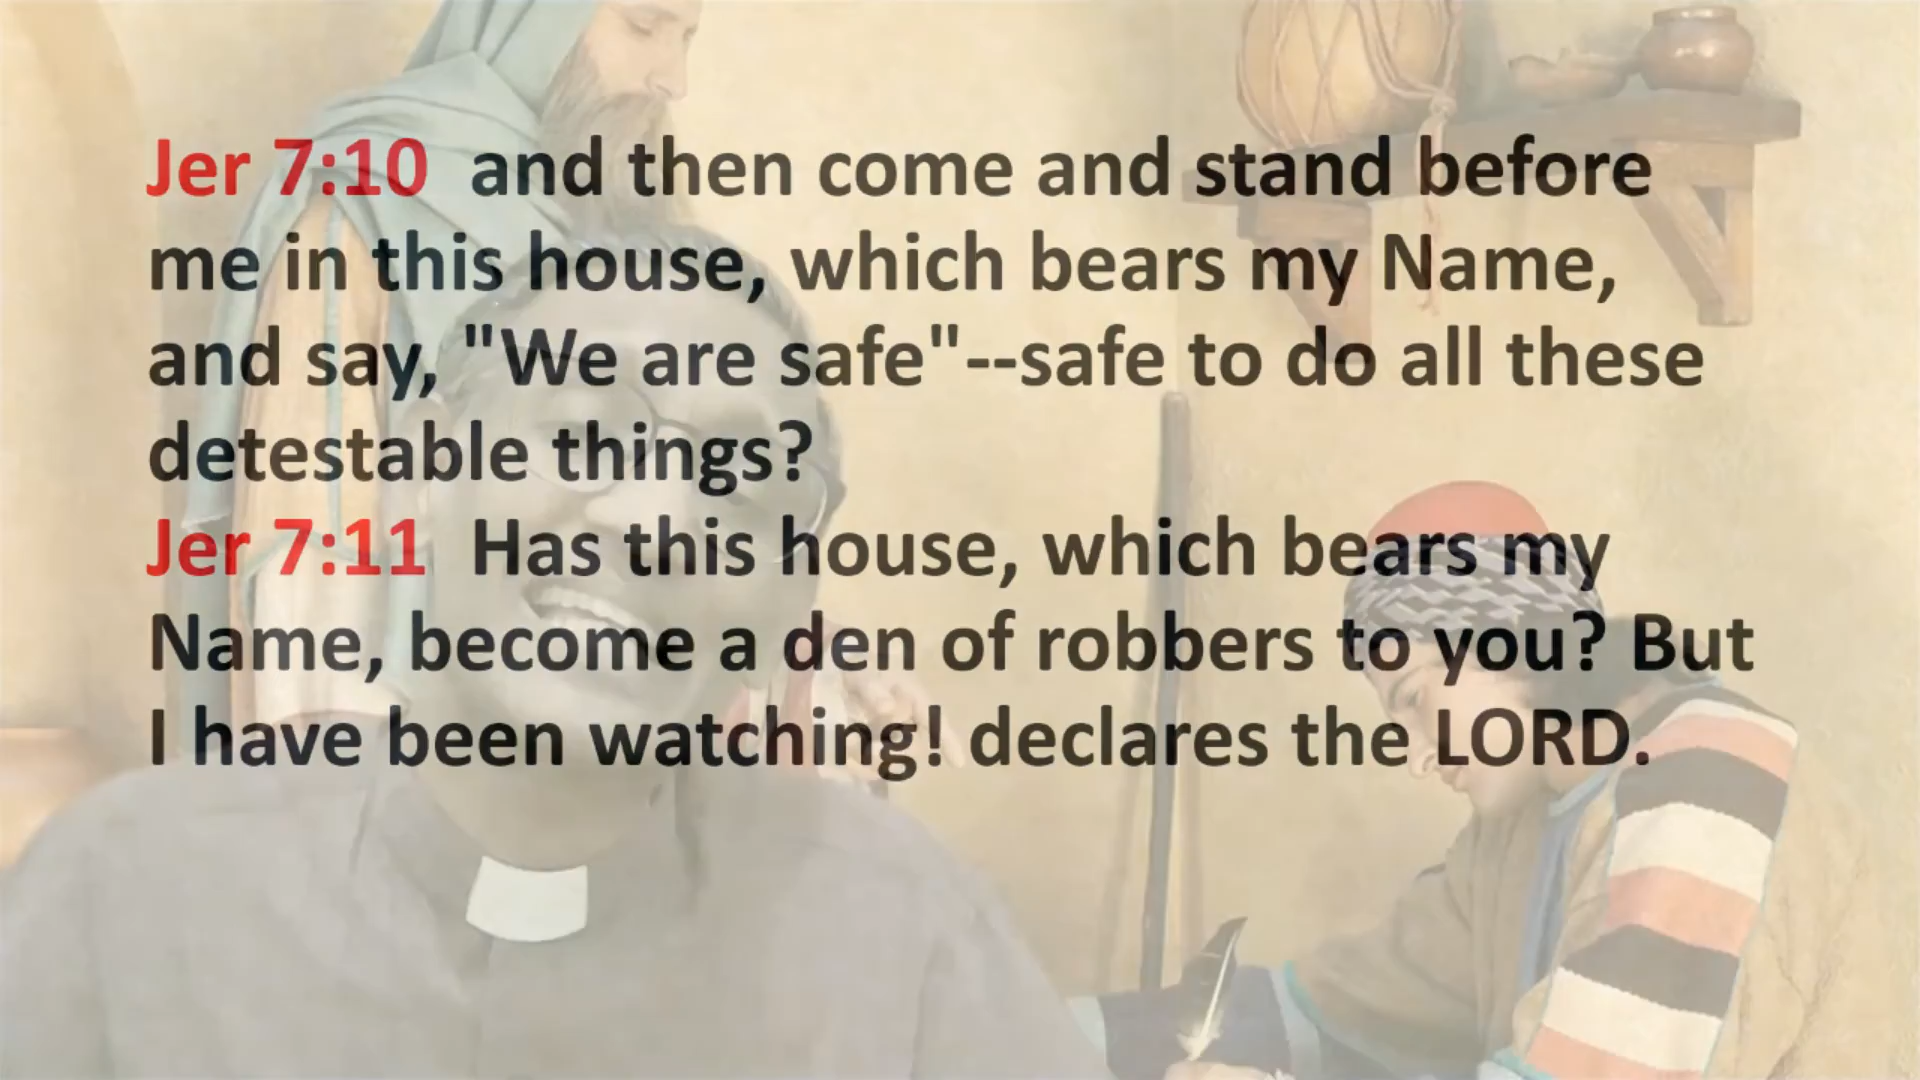 Jer 7:10 and then come and stand before
me in this house, which bears my Name,
and say, "We are safe"--safe to do all these
detestable things?
Jer 7:11 Has this house, which bears my
Name, become a den of robbers to you? But
I have been watching! declares the LORD.